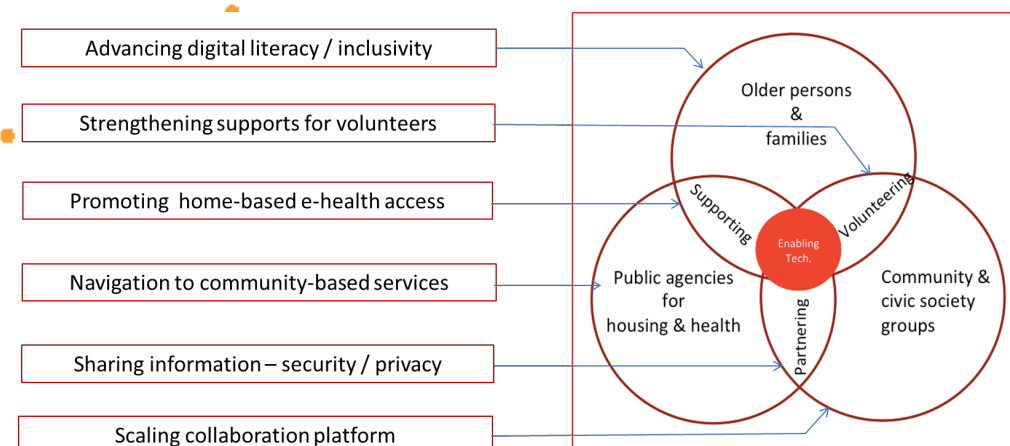 Advancing digital literacy / inclusivity
Strengthening supports for volunteers
Promoting home-based e-health access
Navigation to community-based services
Sharing information – security / privacy
Scaling collaboration platform
Older persons
&
families
Supporting
Volunteering
Enabling
Tech.
Public agencies
for
housing & health
Community &
civic society
groups
Partnering